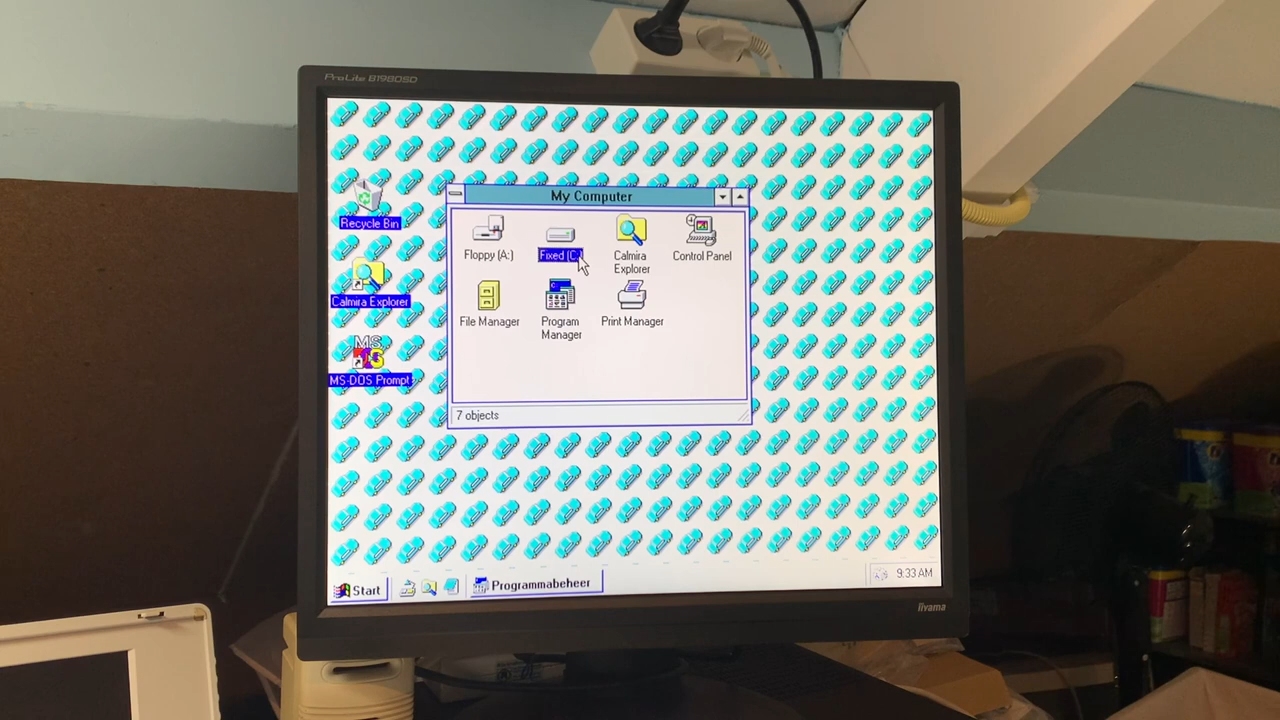 ProLite B1980SD
My Computer
Recycle Bin
Floppy (A:)
Fixed (C:)
Calmira
Explorer
Control Panel
Calmira Explorer
File Manager
Program
Manager
Print Manager
MS
MS-DOS Prompt
7 objects
Start
Programmabeheer
9:33 AM
iiyama